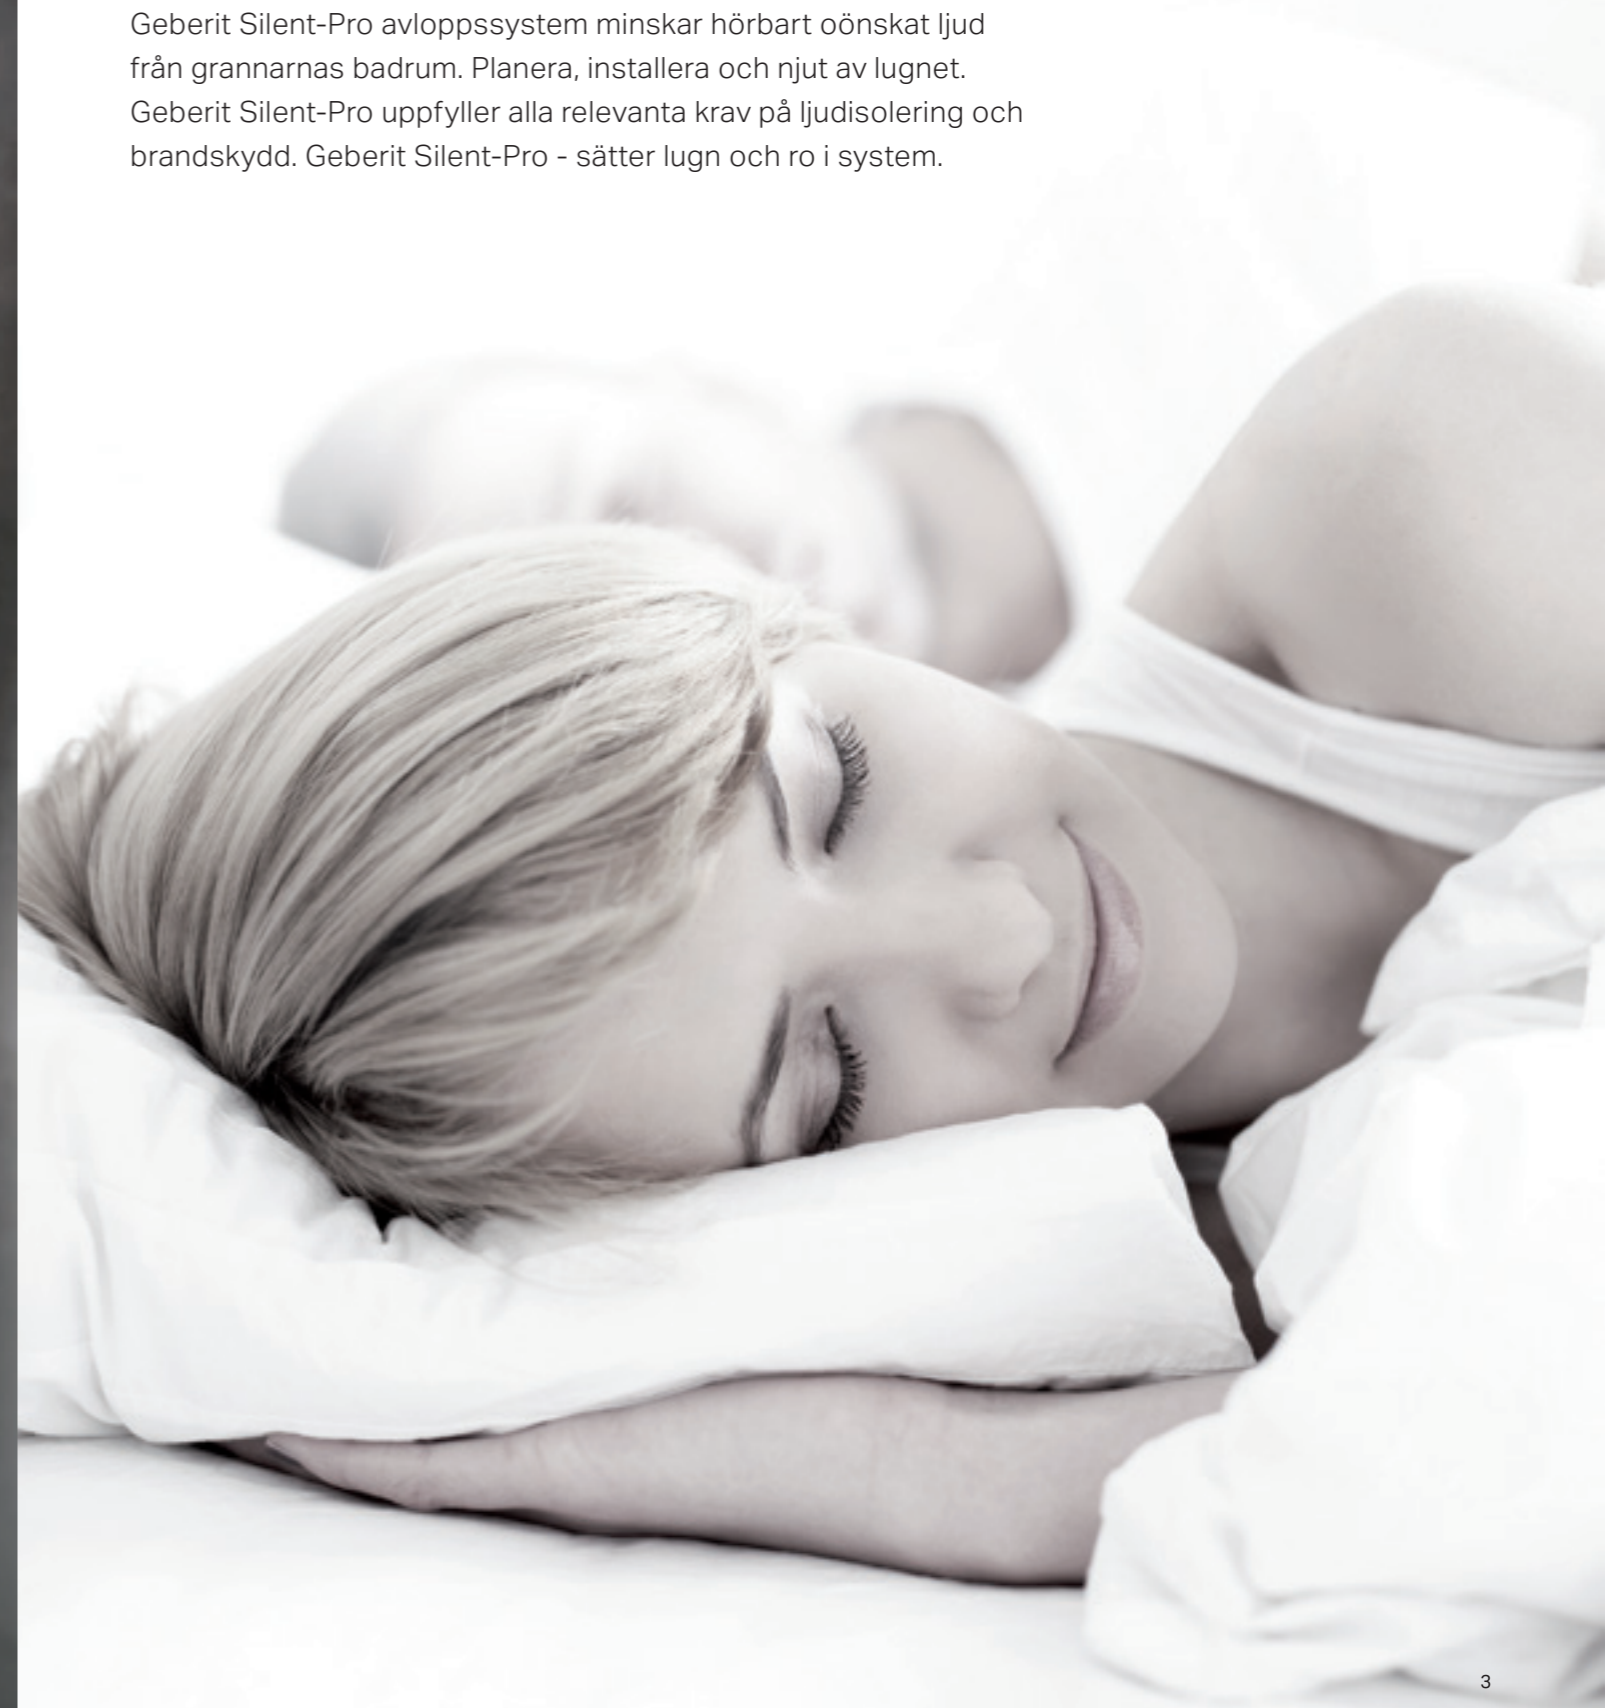 Geberit Silent-Pro avloppssystem minskar hörbart oönskat ljud
från grannarnas badrum. Planera, installera och njut av lugnet.
Geberit Silent-Pro uppfyller alla relevanta krav på ljudisolering och
brandskydd. Geberit Silent-Pro - sätter lugn och ro i system.
3